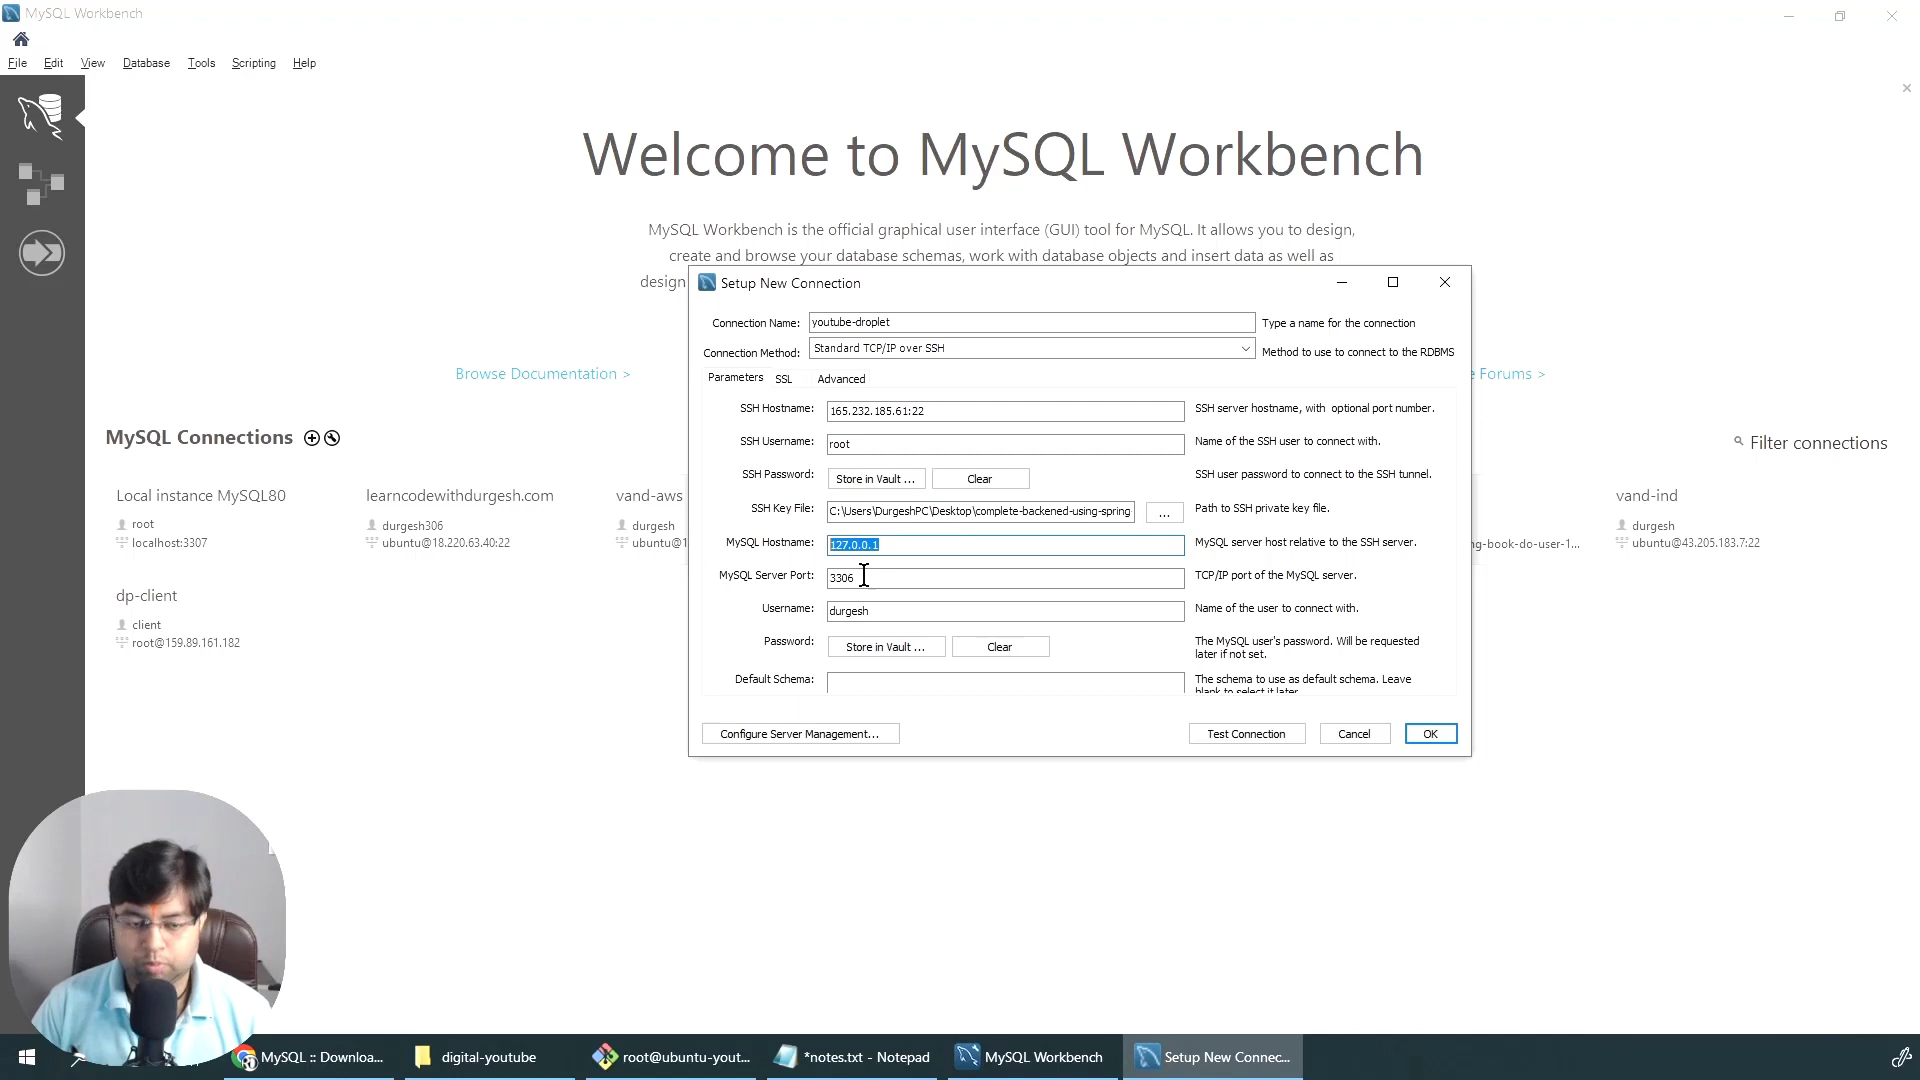 MySQL Workbench
File Edit View Database Tools Scripting Help
Welcome to MySQL Workbench
MySQL Workbench is the official graphical user interface (GUI) tool for MySQL. It allows you to design,
create and browse your database schemas, work with database objects and insert data as well as
design
Browse Documentation >
e Forums >
Setup New Connection
Connection Name: youtube-droplet Type a name for the connection
Connection Method: Standard TCP/IP over SSH Method to use to connect to the RDBMS
Parameters SSL Advanced
SSH Hostname: 165.232.185.61:22 SSH server hostname, with optional port number.
SSH Username: root Name of the SSH user to connect with.
SSH Password: Store in Vault ... Clear SSH user password to connect to the SSH tunnel.
SSH Key File: C:\Users\DurgeshPC\Desktop\complete-backened-using-spring ... Path to SSH private key file.
MySQL Hostname: 127.0.0.1 MySQL server host relative to the SSH server.
MySQL Server Port: 3306 TCP/IP port of the MySQL server.
Username: durgesh Name of the user to connect with.
Password: Store in Vault ... Clear The MySQL user's password. Will be requested
later if not set.
Default Schema: The schema to use as default schema. Leave
blank to select it later
Configure Server Management... Test Connection Cancel OK
MySQL Connections
Filter connections
Local instance MySQL80
root
localhost:3307
learncodewithdurgesh.com
durgesh306
ubuntu@18.220.63.40:22
vand-aws
durgesh
ubuntu@1
ng-book-do-user-1...
vand-ind
durgesh
ubuntu@43.205.183.7:22
dp-client
client
root@159.89.161.182
MySQL :: Downloa... digital-youtube root@ubuntu-yout... *notes.txt - Notepad MySQL Workbench Setup New Connec...